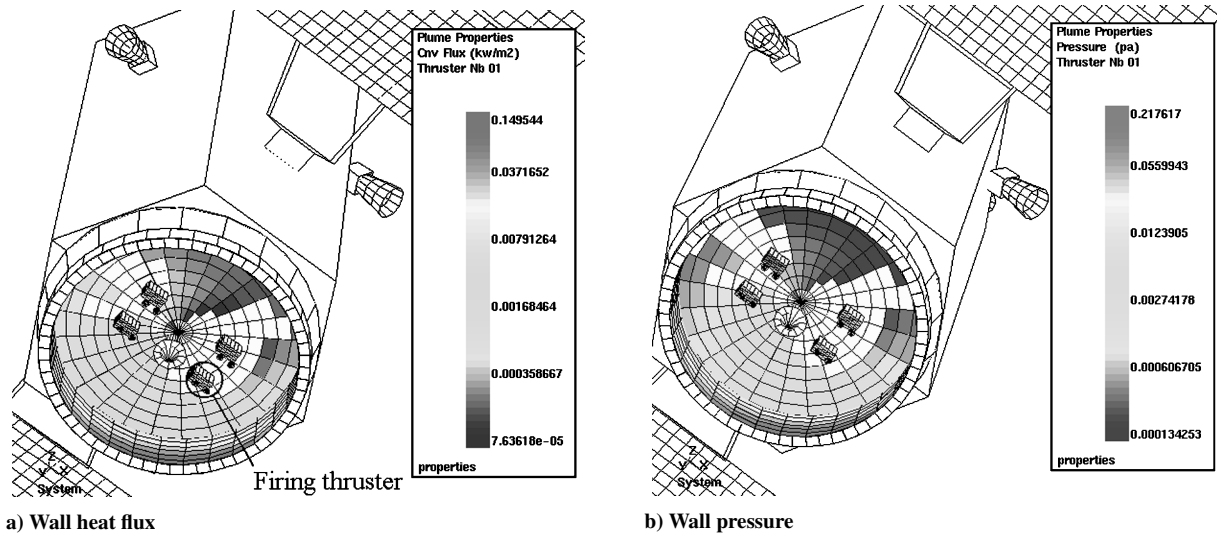 Plume Properties
Cnv Flux (kw/m2)
Thruster Nb 01
0.149544
0.0371652
0.00791264
0.00168464
0.000358667
7.63618e-05
properties
Z
Y X
System
Firing thruster
a) Wall heat flux
Plume Properties
Pressure (pa)
Thruster Nb 01
0.217617
0.0559943
0.0123905
0.00274178
0.000606705
0.000134253
properties
Z
Y X
System
b) Wall pressure